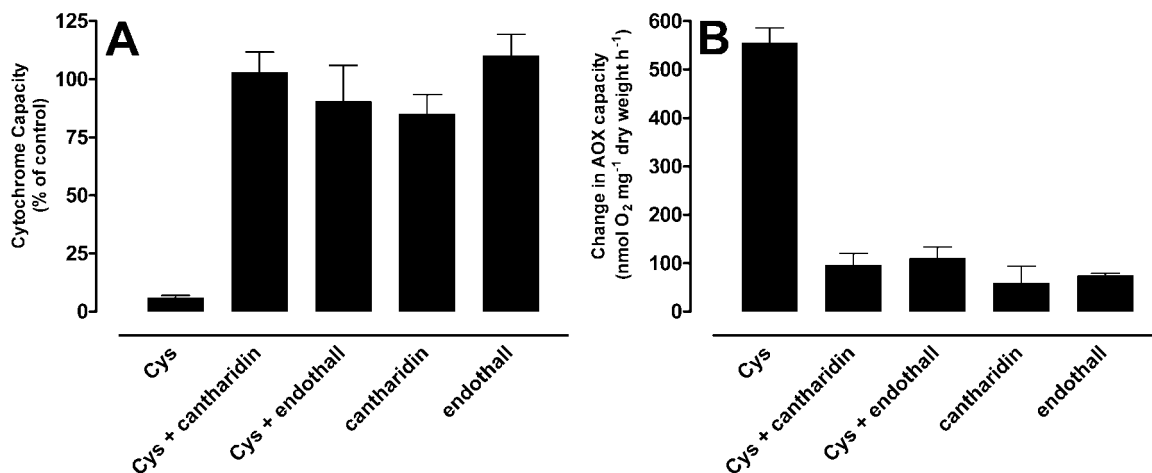 A
Cytochrome Capacity
(% of control)
125
100
75
50
25
0
Cys
Cys + cantharidin
Cys + endothall
cantharidin
endothall
B
Change in AOX capacity
(nmol O₂ mg⁻¹ dry weight h⁻¹)
600
500
400
300
200
100
0
Cys
Cys + cantharidin
Cys + endothall
cantharidin
endothall